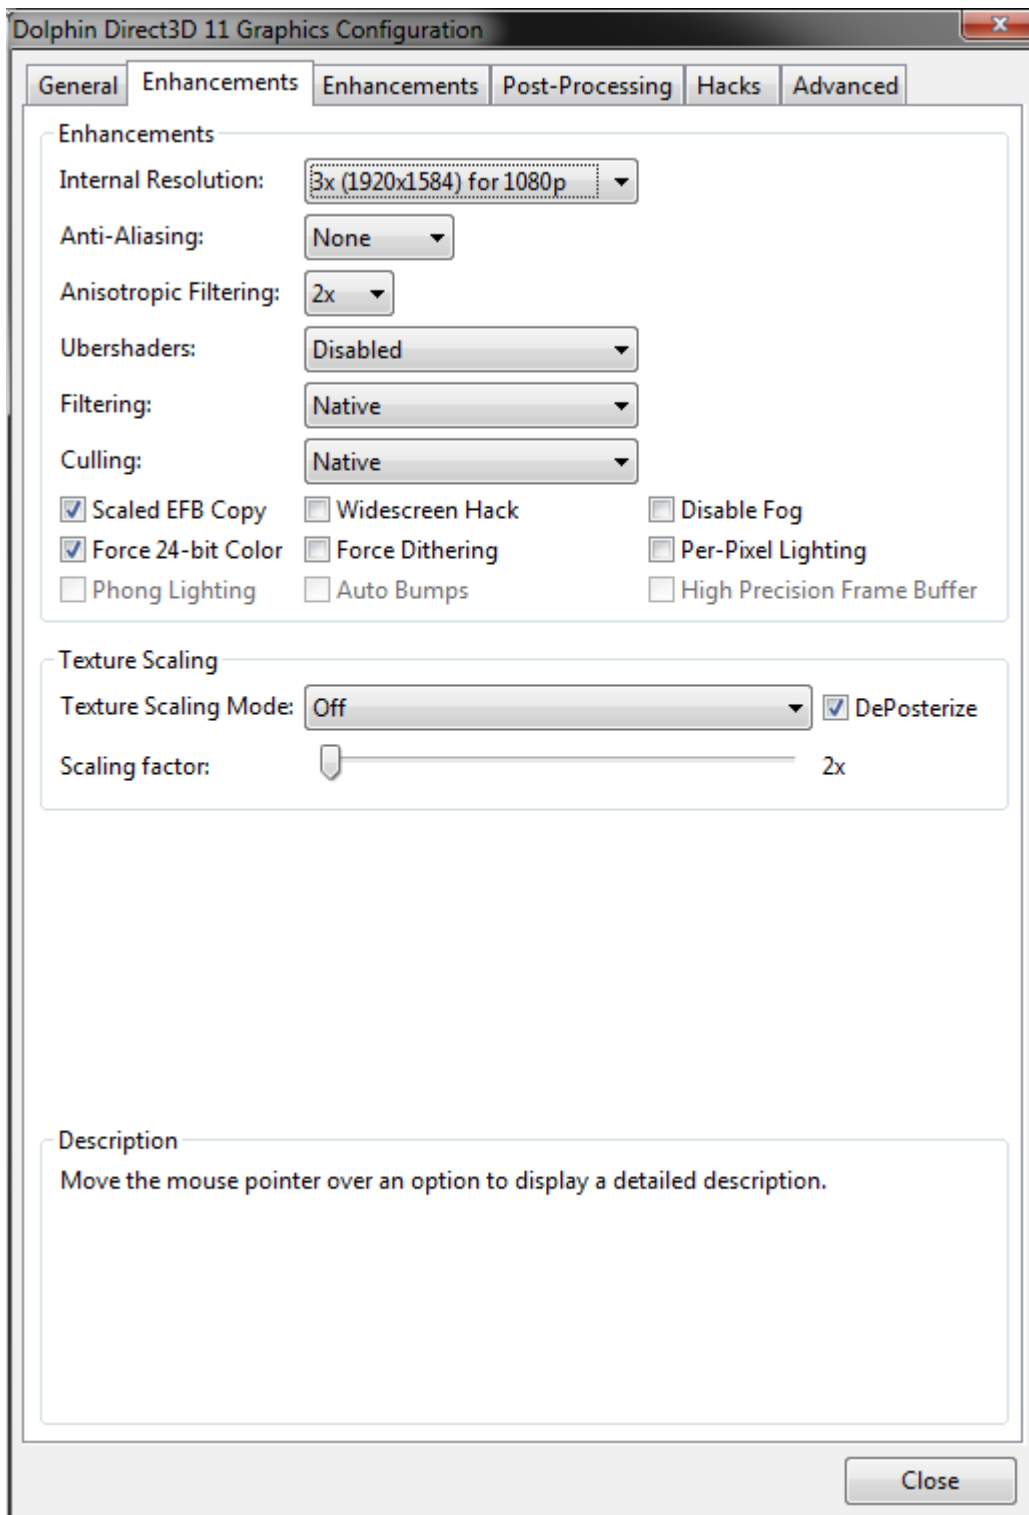 Dolphin Direct3D 11 Graphics Configuration
General Enhancements Enhancements Post-Processing Hacks Advanced
Enhancements
Internal Resolution: 3x (1920x1584) for 1080p
Anti-Aliasing: None
Anisotropic Filtering: 2x
Ubershaders: Disabled
Filtering: Native
Culling: Native
Scaled EFB Copy Widescreen Hack Disable Fog
Force 24-bit Color Force Dithering Per-Pixel Lighting
Phong Lighting Auto Bumps High Precision Frame Buffer
Texture Scaling
Texture Scaling Mode: Off DePosterize
Scaling factor: 2x
Description
Move the mouse pointer over an option to display a detailed description.
Close